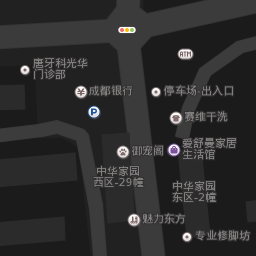 ATM
唐牙科光华
门诊部
成都银行
停车场-出入口
P
赛维干洗
御宠阁
爱舒曼家居
生活馆
中华家园
西区-29幢
中华家园
东区-2幢
魅力东方
专业修脚坊